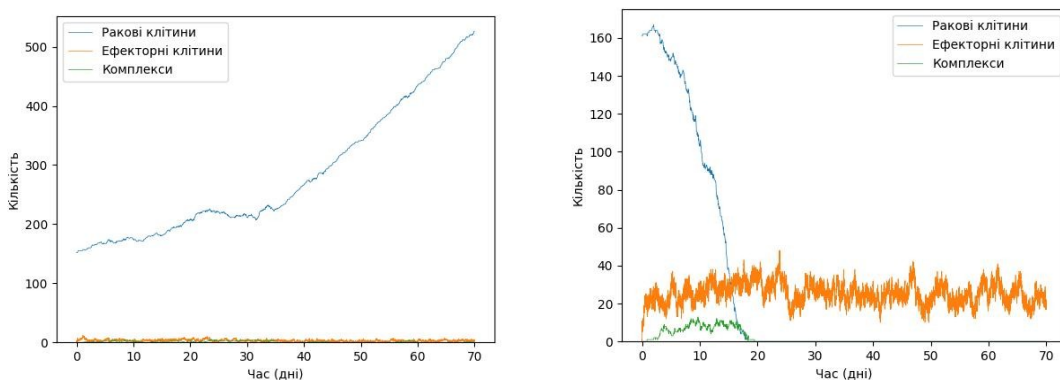 500
400
300
200
100
0
Кількість
Ракові клітини
Ефекторні клітини
Комплекси
0 10 20 30 40 50 60 70
Час (дні)
160
140
120
100
80
60
40
20
0
Кількість
Ракові клітини
Ефекторні клітини
Комплекси
0 10 20 30 40 50 60 70
Час (дні)